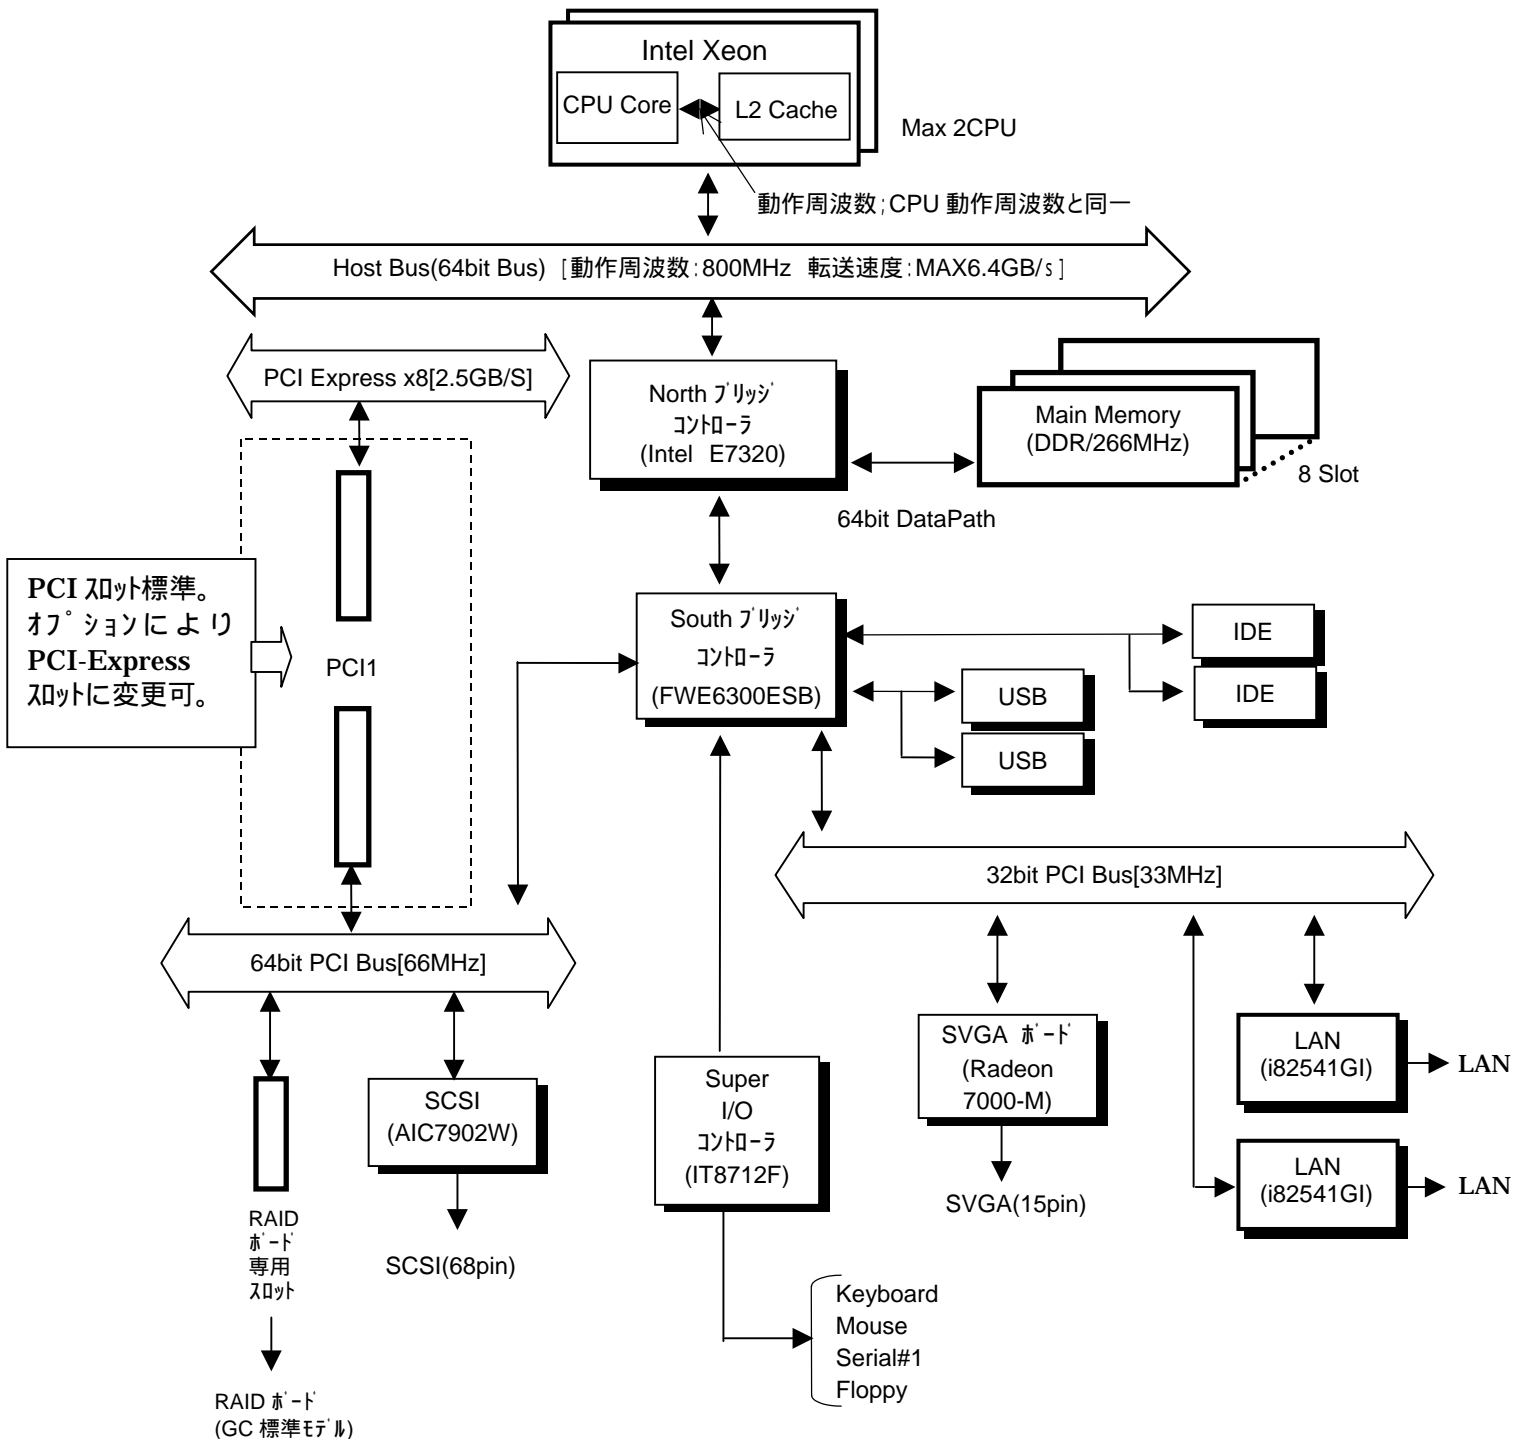 Intel Xeon
CPU Core
L2 Cache
Max 2CPU
動作周波数;CPU 動作周波数と同一
Host Bus(64bit Bus) [動作周波数:800MHz 転送速度:MAX6.4GB/s]
PCI Express x8[2.5GB/S]
North ブリッジ
コントローラ
(Intel E7320)
Main Memory
(DDR/266MHz)
8 Slot
64bit DataPath
PCI スロット標準。
オプションにより
PCI-Express
スロットに変更可。
PCI1
South ブリッジ
コントローラ
(FWE6300ESB)
IDE
IDE
USB
USB
32bit PCI Bus[33MHz]
64bit PCI Bus[66MHz]
SCSI
(AIC7902W)
SCSI(68pin)
RAID
ボード
専用
スロット
RAID ボード
(GC 標準モデル)
Super
I/O
コントローラ
(IT8712F)
Keyboard
Mouse
Serial#1
Floppy
SVGA ボード
(Radeon
7000-M)
SVGA(15pin)
LAN
(i82541GI)
LAN
LAN
(i82541GI)
LAN